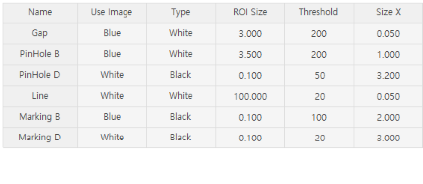 Name Use Image Type ROI Size Threshold Size X
Gap Blue White 3.000 200 0.050
PinHole B Blue White 3.500 200 1.000
PinHole D White Black 0.100 50 3.200
Line White White 100.000 20 0.050
Marking B Blue Black 0.100 100 2.000
Marking D White Black 0.100 20 3.000